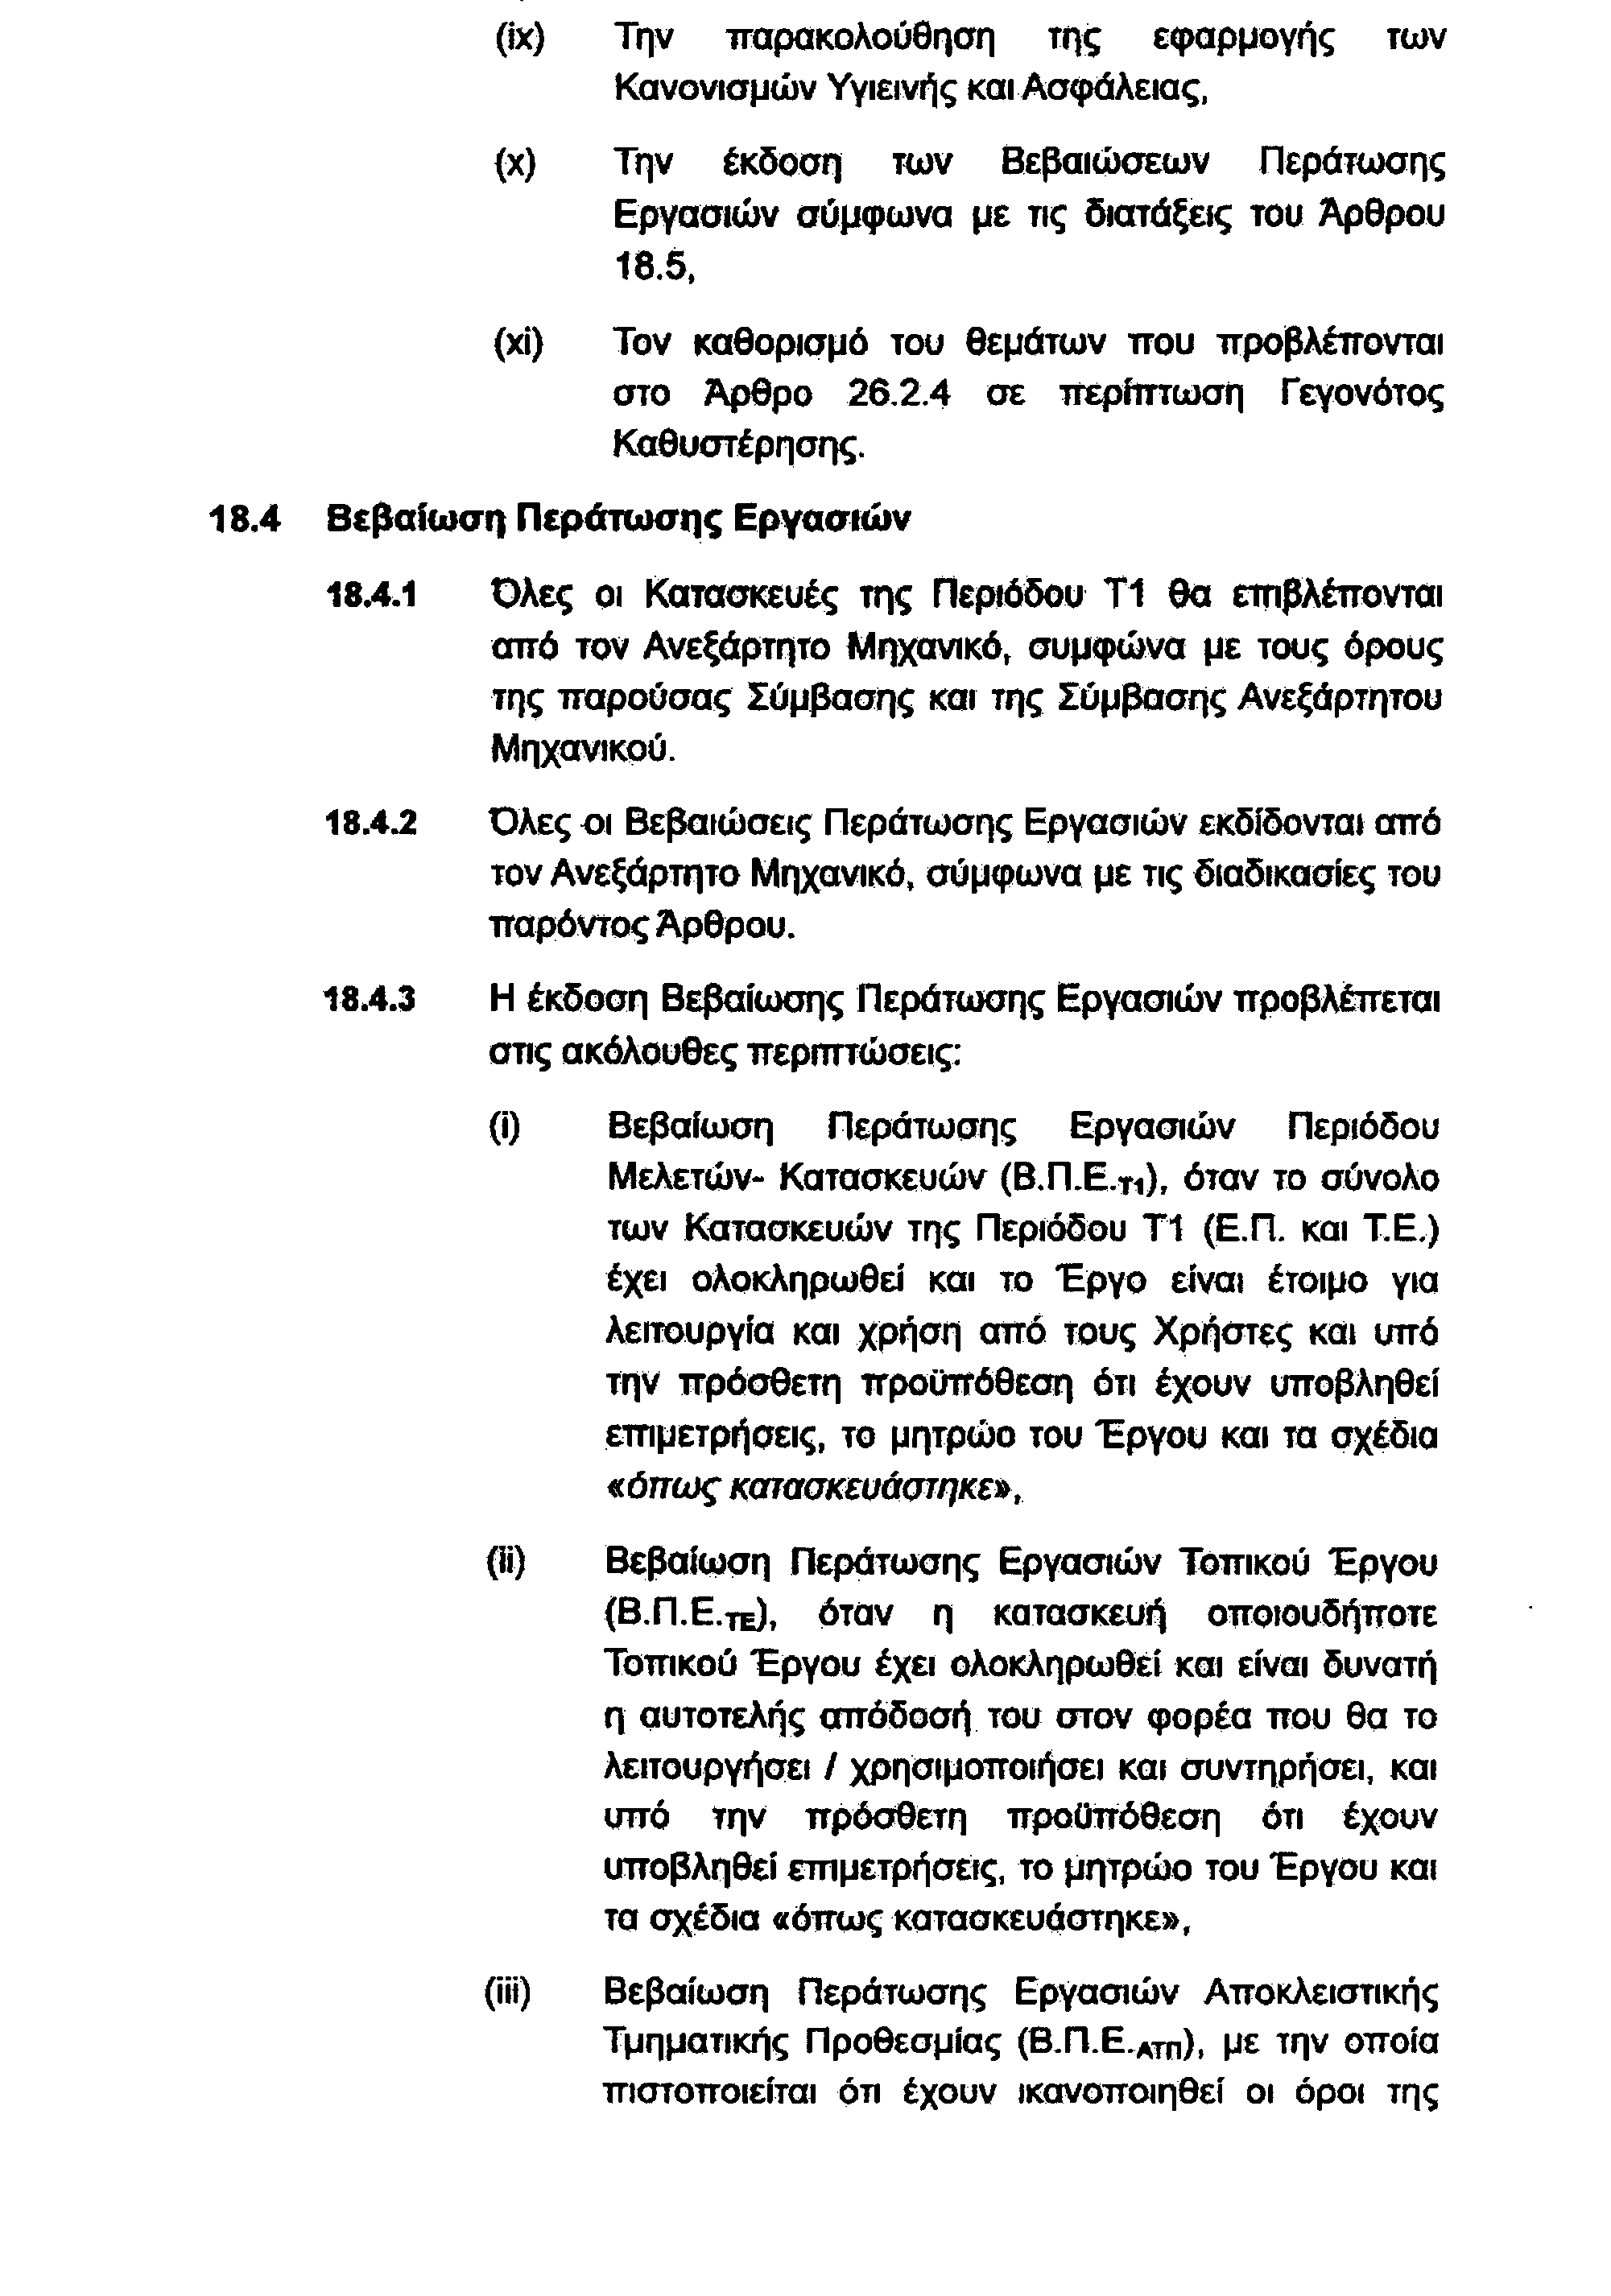 (ix) Την παρακολούθηση της εφαρμογής των
Κανονισμών Υγιεινής και Ασφάλειας,
(x) Την έκδοση των Βεβαιώσεων Περάτωσης
Εργασιών σύμφωνα με τις διατάξεις του Άρθρου
18.5,
(xi) Τον καθορισμό του θεμάτων που προβλέπονται
στο Άρθρο 26.2.4 σε περίπτωση Γεγονότος
Καθυστέρησης.
18.4 Βεβαίωση Περάτωσης Εργασιών
18.4.1 Όλες οι Κατασκευές της Περιόδου Τ1 θα επιβλέπονται
από τον Ανεξάρτητο Μηχανικό, συμφώνα με τους όρους
της παρούσας Σύμβασης και της Σύμβασης Ανεξάρτητου
Μηχανικού.
18.4.2 Όλες οι Βεβαιώσεις Περάτωσης Εργασιών εκδίδονται από
τον Ανεξάρτητο Μηχανικό, σύμφωνα με τις διαδικασίες του
παρόντος Άρθρου.
18.4.3 Η έκδοση Βεβαίωσης Περάτωσης Εργασιών προβλέπεται
στις ακόλουθες περιπτώσεις:
(i) Βεβαίωση Περάτωσης Εργασιών Περιόδου
Μελετών- Κατασκευών (Β.Π.Ε.Τ1), όταν το σύνολο
των Κατασκευών της Περιόδου Τ1 (Ε.Π. και Τ.Ε.)
έχει ολοκληρωθεί και το Έργο είναι έτοιμο για
λειτουργία και χρήση από τους Χρήστες και υπό
την πρόσθετη προϋπόθεση ότι έχουν υποβληθεί
επιμετρήσεις, το μητρώο του Έργου και τα σχέδια
«όπως κατασκευάστηκε»,
(ii) Βεβαίωση Περάτωσης Εργασιών Τοπικού Έργου
(Β.Π.Ε.ΤΕ), όταν η κατασκευή οποιουδήποτε
Τοπικού Έργου έχει ολοκληρωθεί και είναι δυνατή
η αυτοτελής απόδοσή του στον φορέα που θα το
λειτουργήσει / χρησιμοποιήσει και συντηρήσει, και
υπό την πρόσθετη προϋπόθεση ότι έχουν
υποβληθεί επιμετρήσεις, το μητρώο του Έργου και
τα σχέδια «όπως κατασκευάστηκε»,
(iii) Βεβαίωση Περάτωσης Εργασιών Αποκλειστικής
Τμηματικής Προθεσμίας (Β.Π.Ε.ΑΤΠ), με την οποία
πιστοποιείται ότι έχουν ικανοποιηθεί οι όροι της